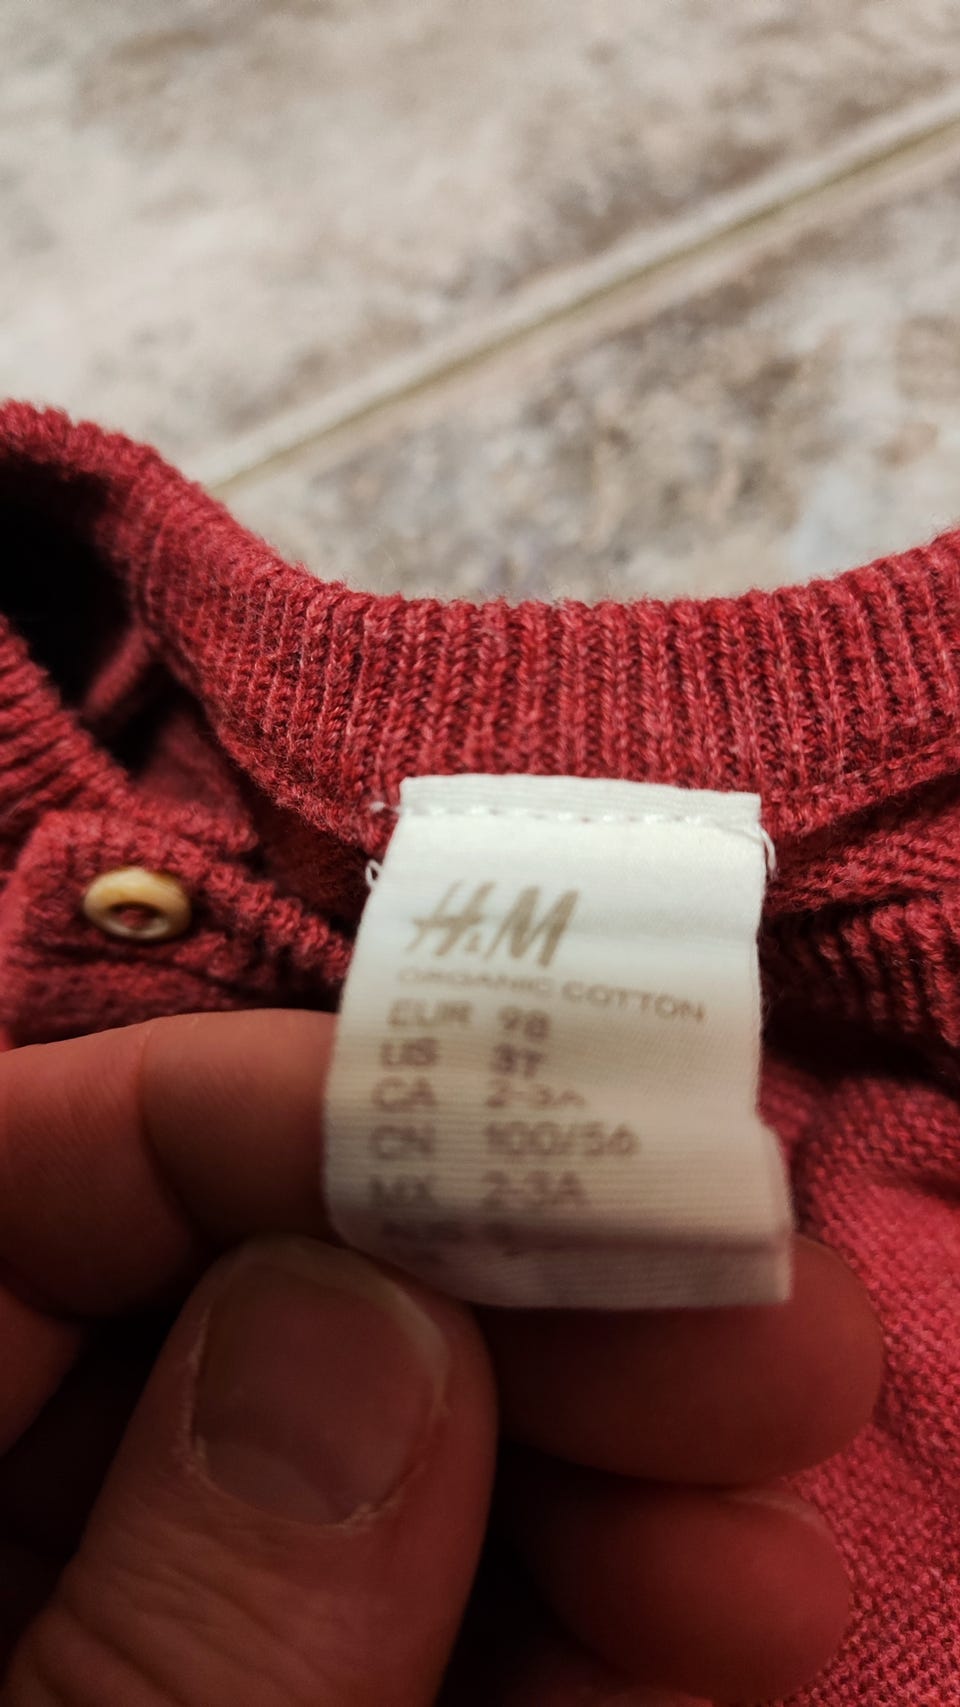 H&M
ORGANIC COTTON
EUR 98
US 3T
CA 2-3A
CN 100/56
MX 2-3A